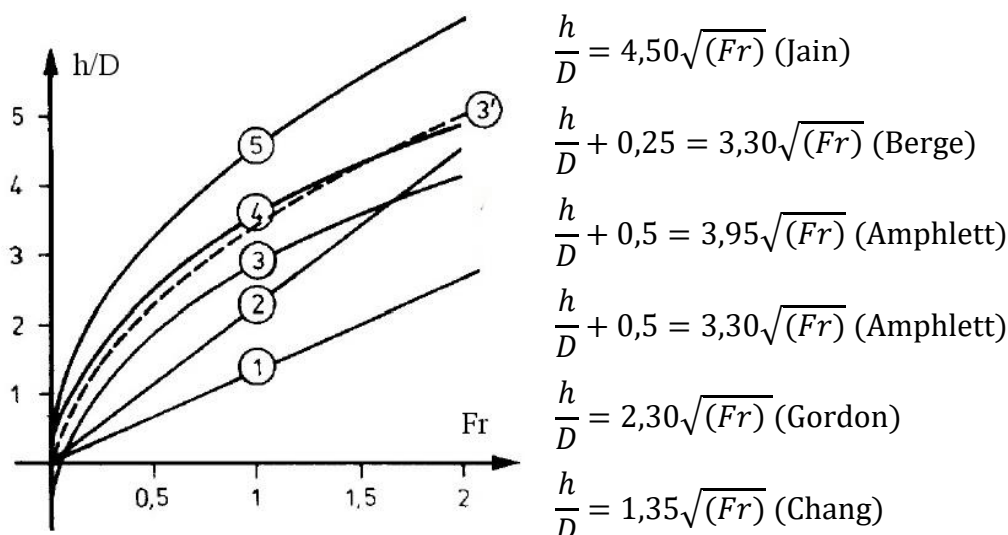 h/D
5
4
3
2
1
0,5
1
1,5
2
Fr
5
4
3'
3
2
1
h/D = 4,50√(Fr) (Jain)
h/D + 0,25 = 3,30√(Fr) (Berge)
h/D + 0,5 = 3,95√(Fr) (Amphlett)
h/D + 0,5 = 3,30√(Fr) (Amphlett)
h/D = 2,30√(Fr) (Gordon)
h/D = 1,35√(Fr) (Chang)